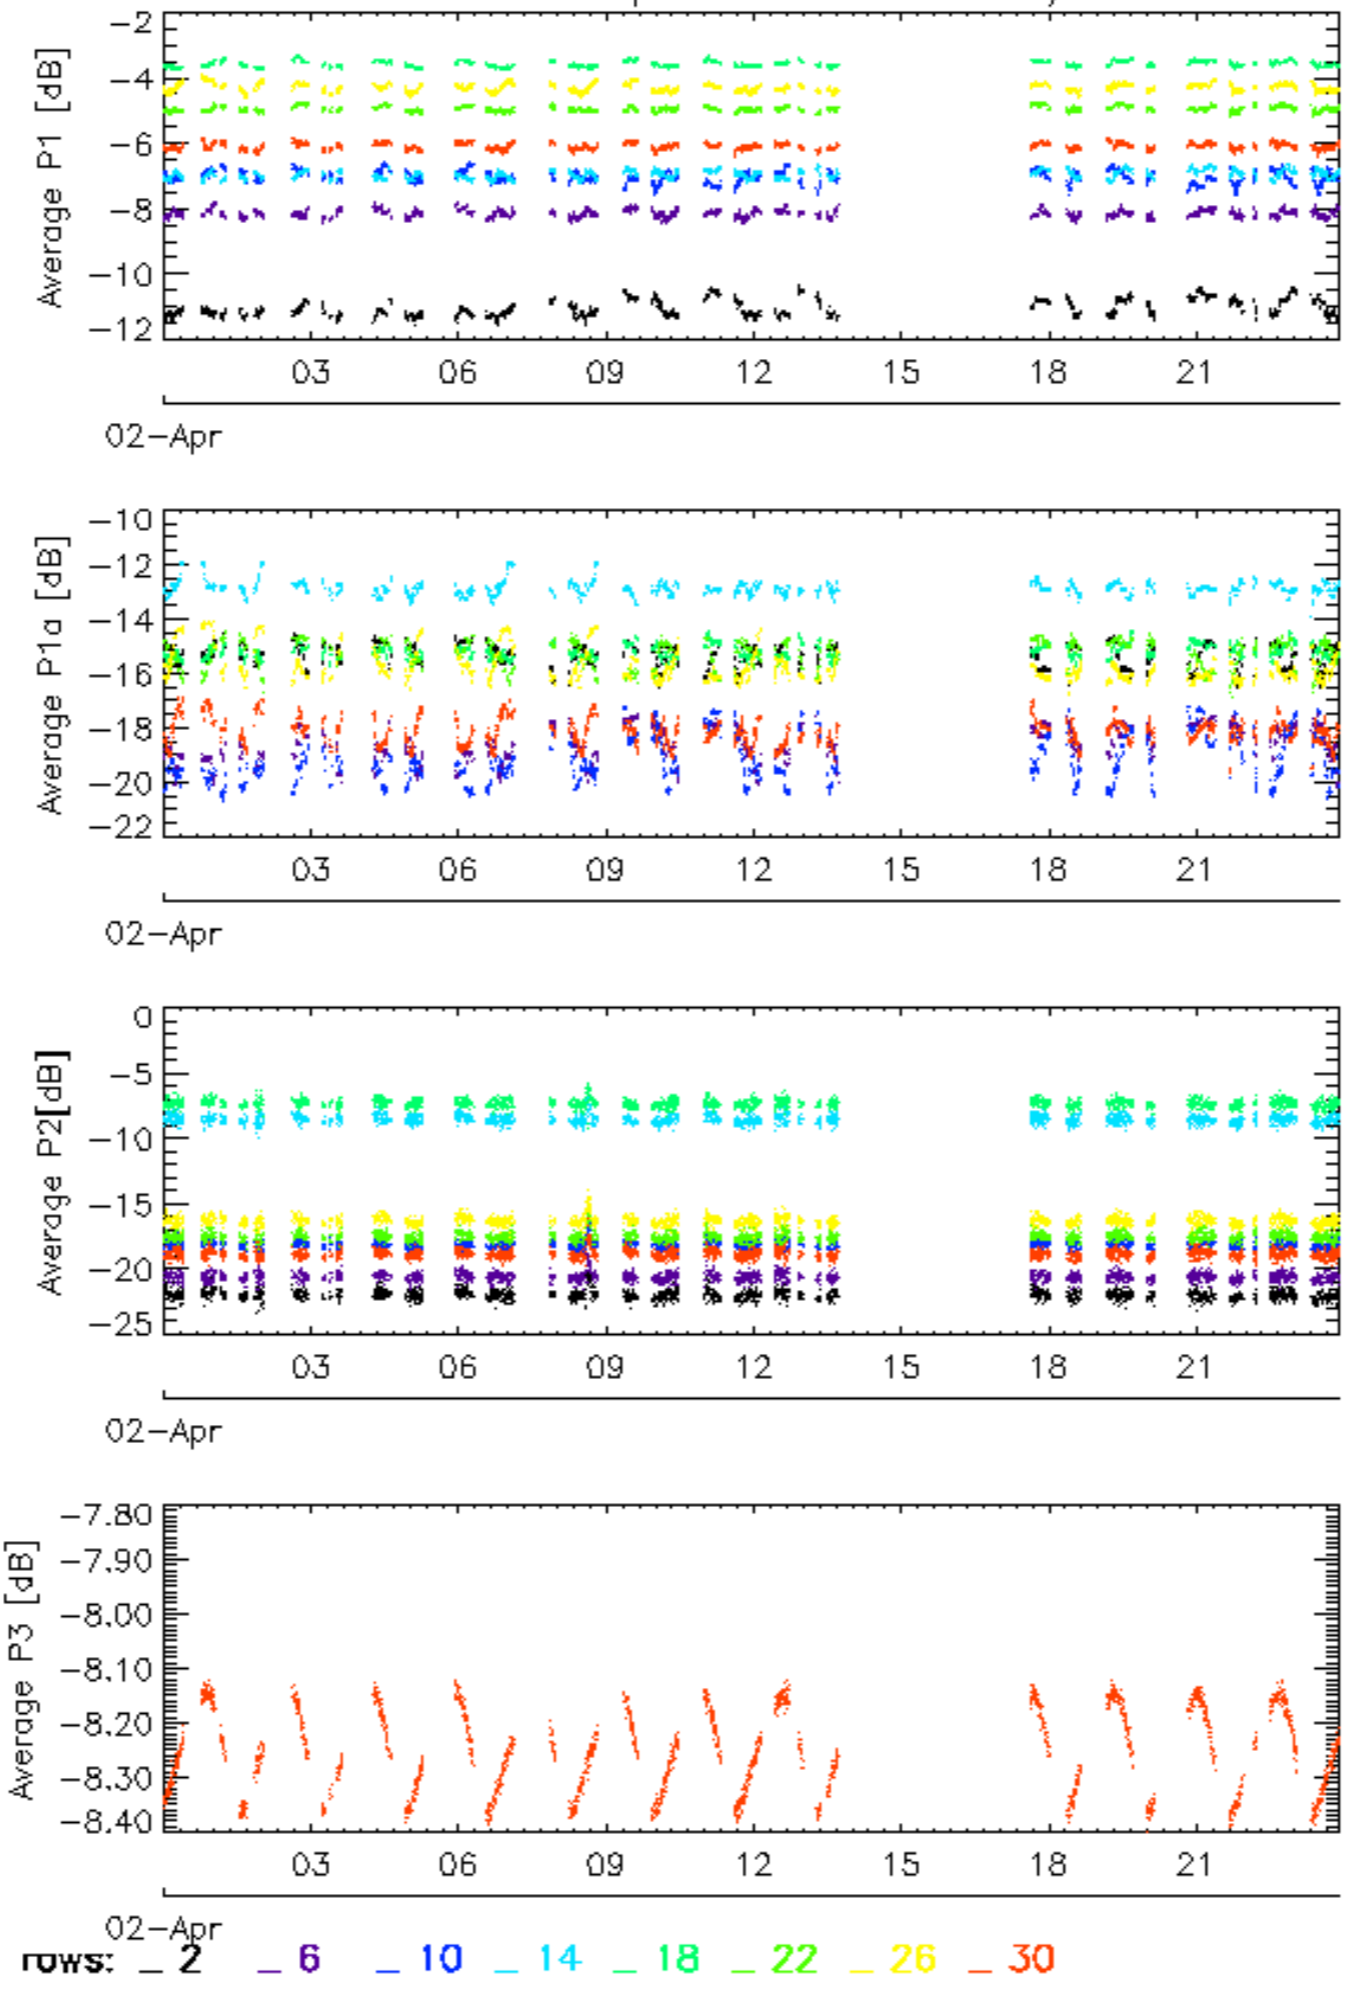 Average P1 [dB]
−2
−4
−6
−8
−10
−12
03 06 09 12 15 18 21
02−Apr
Average P1a [dB]
−10
−12
−14
−16
−18
−20
−22
03 06 09 12 15 18 21
02−Apr
Average P2[dB]
0
−5
−10
−15
−20
−25
03 06 09 12 15 18 21
02−Apr
Average P3 [dB]
−7.80
−7.90
−8.00
−8.10
−8.20
−8.30
−8.40
03 06 09 12 15 18 21
02−Apr
rows: _ 2 _ 6 _ 10 _ 14 _ 18 _ 22 _ 26 _ 30